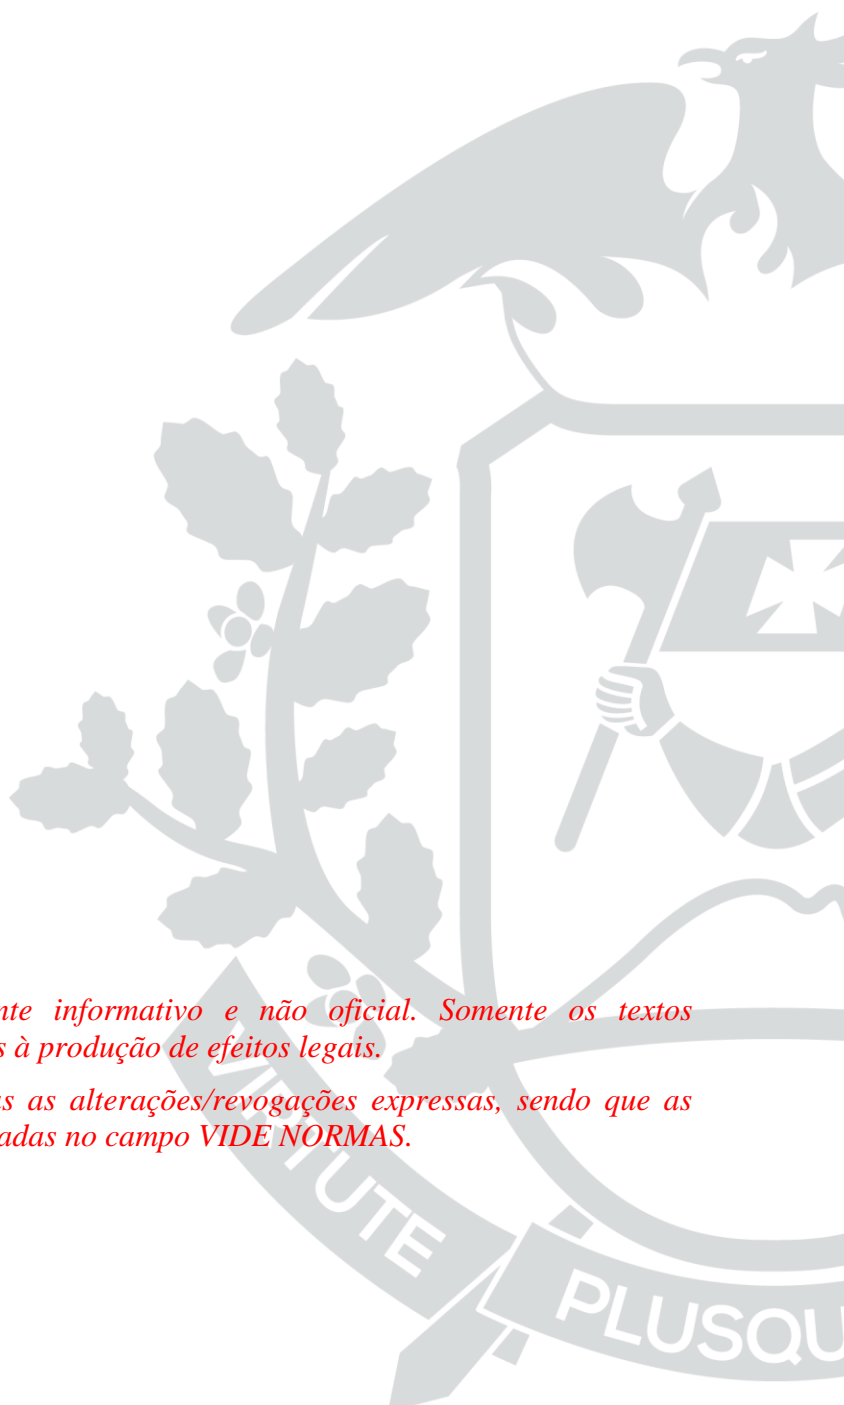 nte informativo e não oficial. Somente os textos
s à produção de efeitos legais.
as as alterações/revogações expressas, sendo que as
adas no campo VIDE NORMAS.
VIRTUTE
PLUSQU